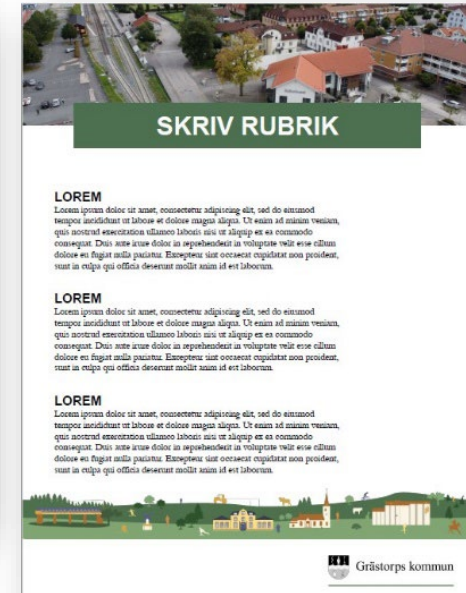 SKRIV RUBRIK
LOREM
Lorem ipsum dolor sit amet, consectetur adipiscing elit, sed do eiusmod
tempor incididunt ut labore et dolore magna aliqua. Ut enim ad minim veniam,
quis nostrud exercitation ullamco laboris nisi ut aliquip ex ea commodo
consequat. Duis aute irure dolor in reprehenderit in voluptate velit esse cillum
dolore eu fugiat nulla pariatur. Excepteur sint occaecat cupidatat non proident,
sunt in culpa qui officia deserunt mollit anim id est laborum.
LOREM
Lorem ipsum dolor sit amet, consectetur adipiscing elit, sed do eiusmod
tempor incididunt ut labore et dolore magna aliqua. Ut enim ad minim veniam,
quis nostrud exercitation ullamco laboris nisi ut aliquip ex ea commodo
consequat. Duis aute irure dolor in reprehenderit in voluptate velit esse cillum
dolore eu fugiat nulla pariatur. Excepteur sint occaecat cupidatat non proident,
sunt in culpa qui officia deserunt mollit anim id est laborum.
LOREM
Lorem ipsum dolor sit amet, consectetur adipiscing elit, sed do eiusmod
tempor incididunt ut labore et dolore magna aliqua. Ut enim ad minim veniam,
quis nostrud exercitation ullamco laboris nisi ut aliquip ex ea commodo
consequat. Duis aute irure dolor in reprehenderit in voluptate velit esse cillum
dolore eu fugiat nulla pariatur. Excepteur sint occaecat cupidatat non proident,
sunt in culpa qui officia deserunt mollit anim id est laborum.
Grästorps kommun